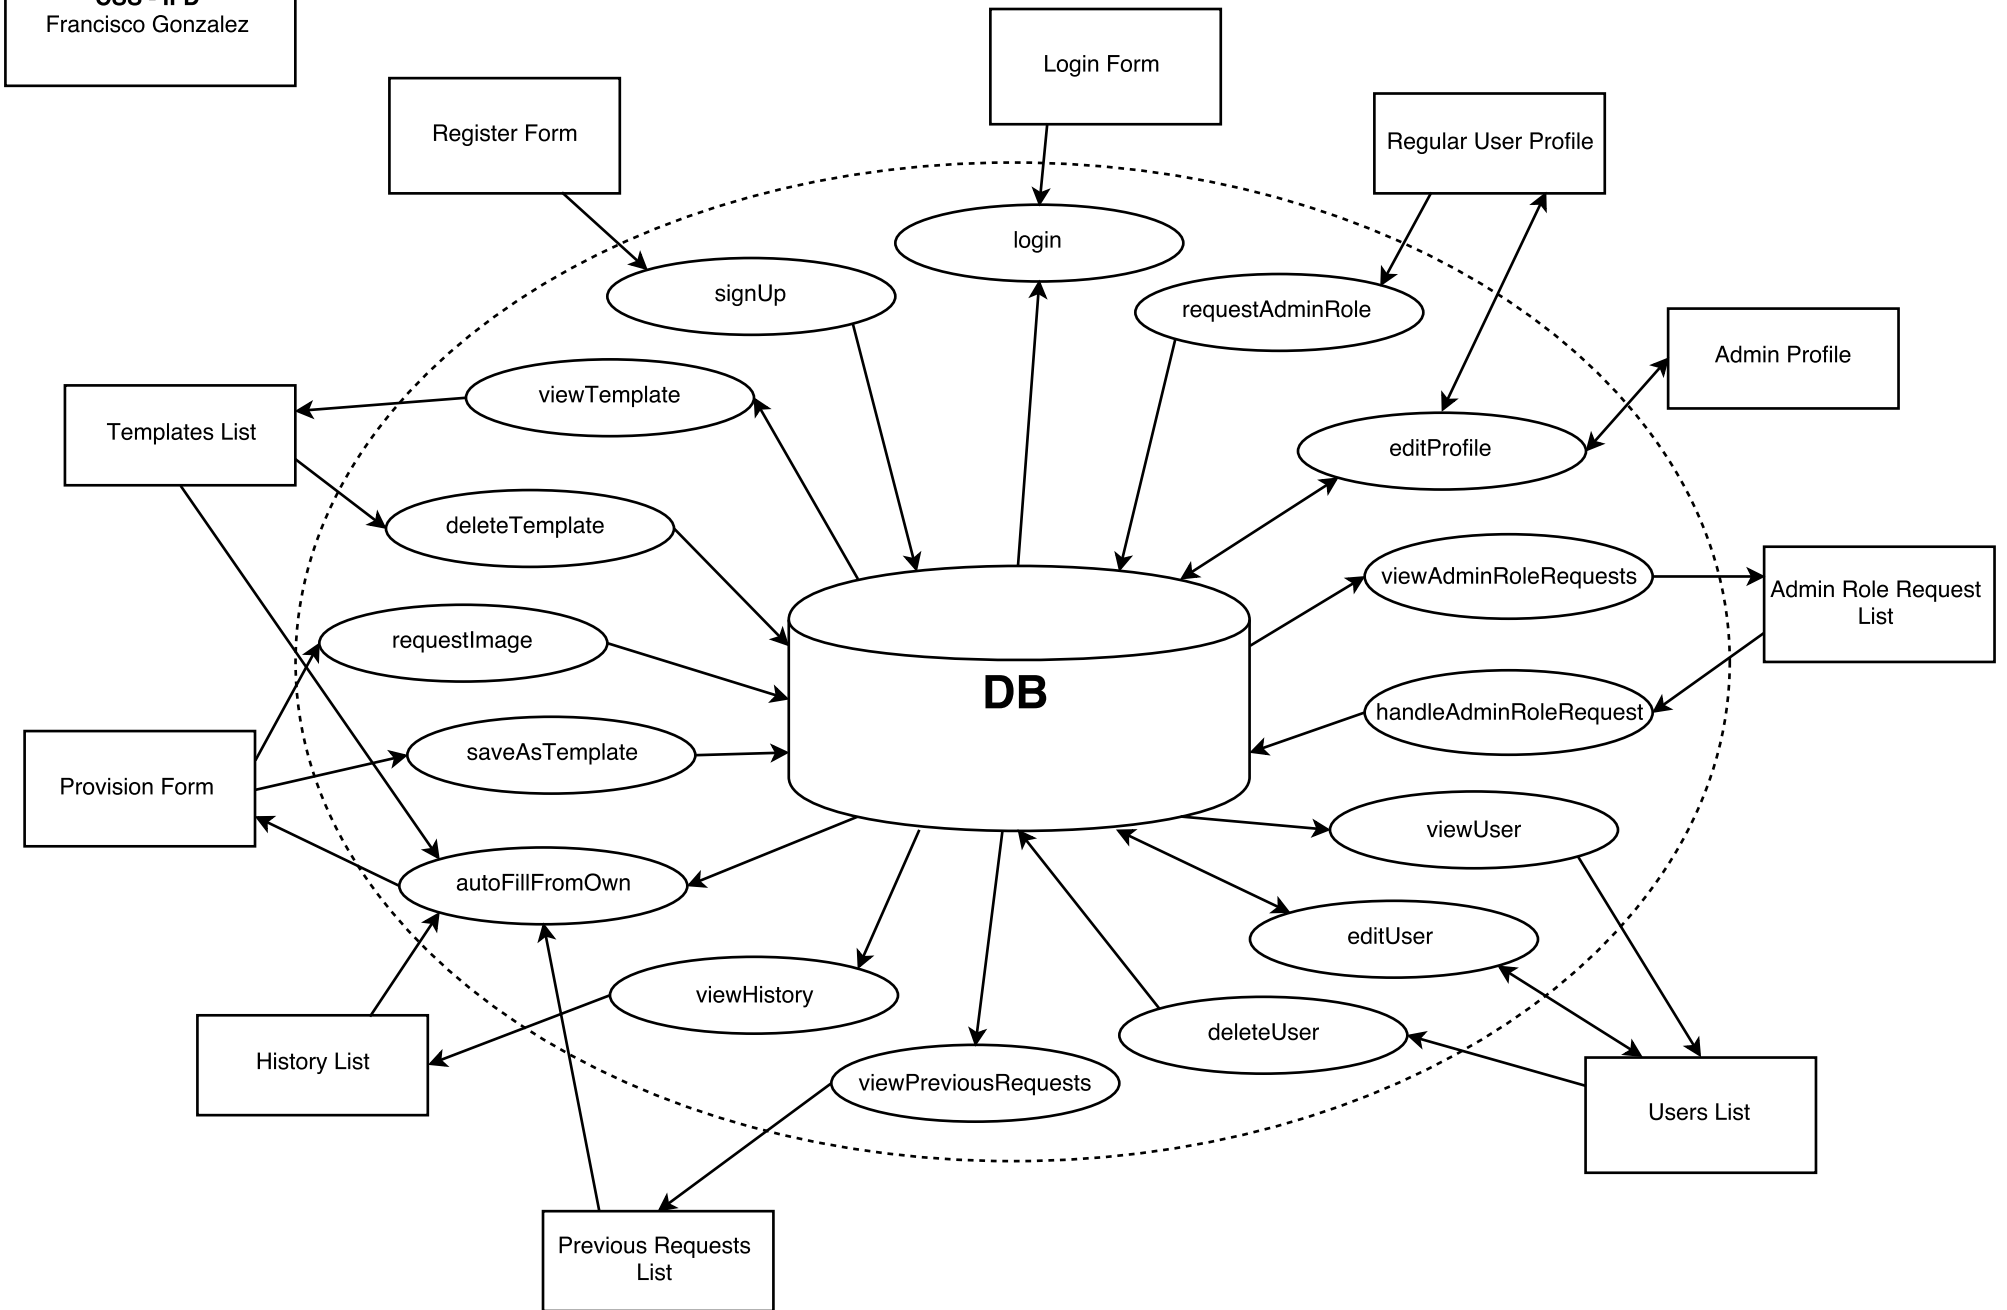 Francisco Gonzalez
Login Form
Register Form
Regular User Profile
login
signUp
requestAdminRole
Admin Profile
viewTemplate
Templates List
editProfile
deleteTemplate
viewAdminRoleRequests
Admin Role Request
List
requestImage
DB
handleAdminRoleRequest
saveAsTemplate
Provision Form
viewUser
autoFillFromOwn
editUser
viewHistory
deleteUser
History List
viewPreviousRequests
Users List
Previous Requests
List